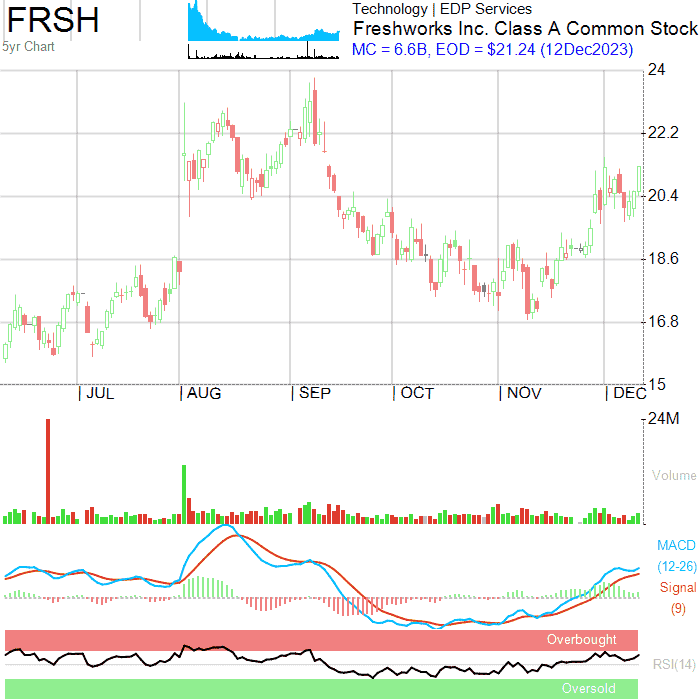 FRSH
5yr Chart
Technology | EDP Services
Freshworks Inc. Class A Common Stock
MC = 6.6B, EOD = $21.24 (12Dec2023)
24
22.2
20.4
18.6
16.8
15
JUL
AUG
SEP
OCT
NOV
DEC
24M
Volume
MACD
(12-26)
Signal
(9)
Overbought
RSI(14)
Oversold